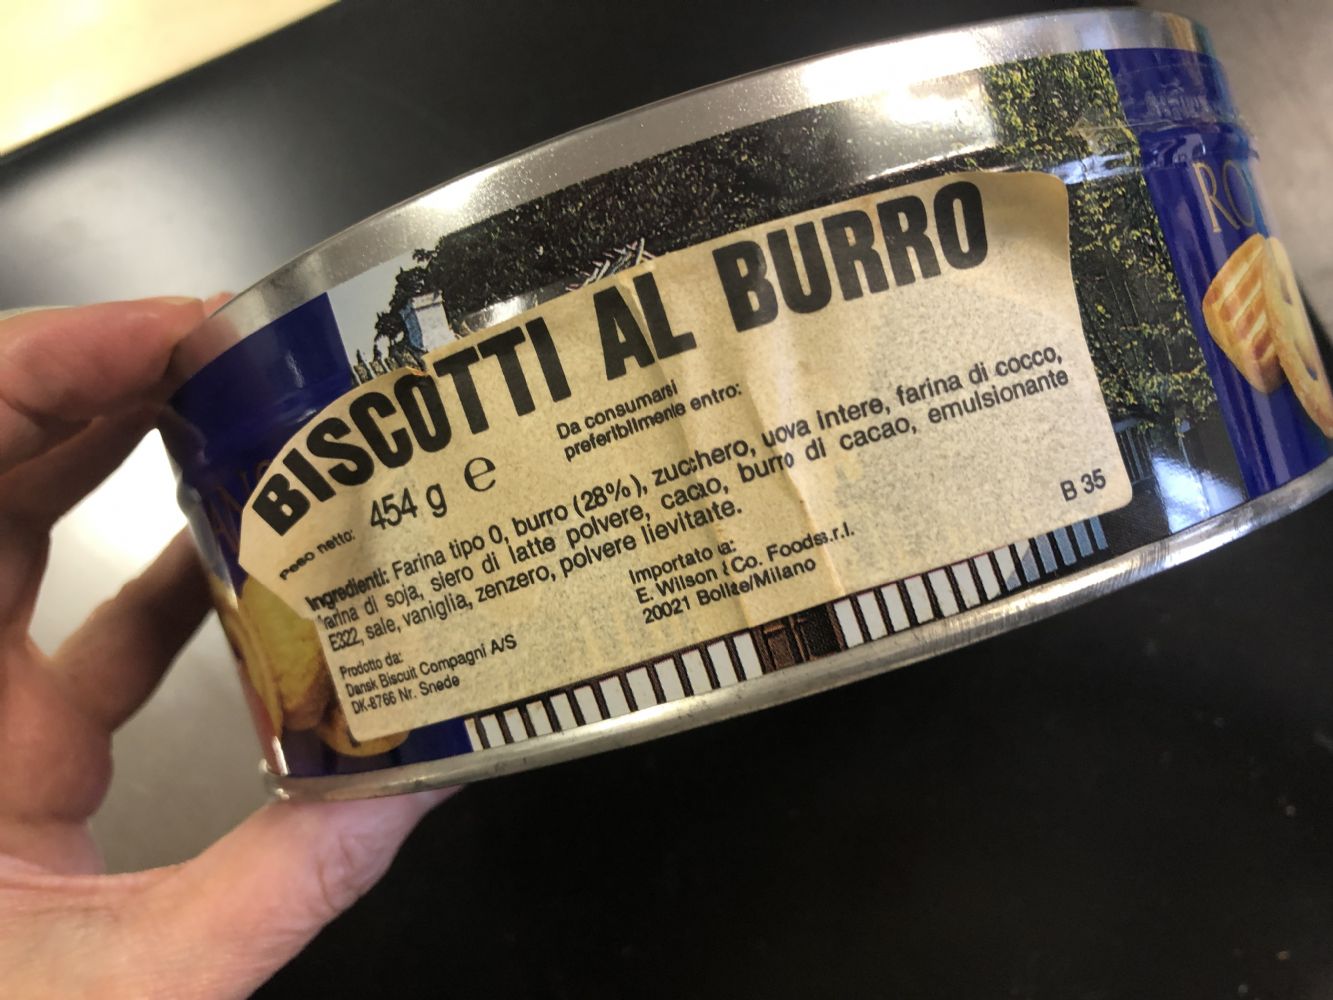 BISCOTTI AL BURRO
Peso netto: 454 g e
Da consumarsi
preferibilmente entro:
Ingredienti: Farina tipo 0, burro (28%), zucchero, uova intere, farina di cocco,
farina di soja, siero di latte polvere, cacao, burro di cacao, emulsionante
E322, sale, vaniglia, zenzero, polvere lievitante.
Prodotto da:
Dansk Biscuit Compagni A/S
DK-8766 Nr. Snede
Importato da:
E. Wilson & Co. Foods s.r.l.
20021 Bollate/Milano
B 35